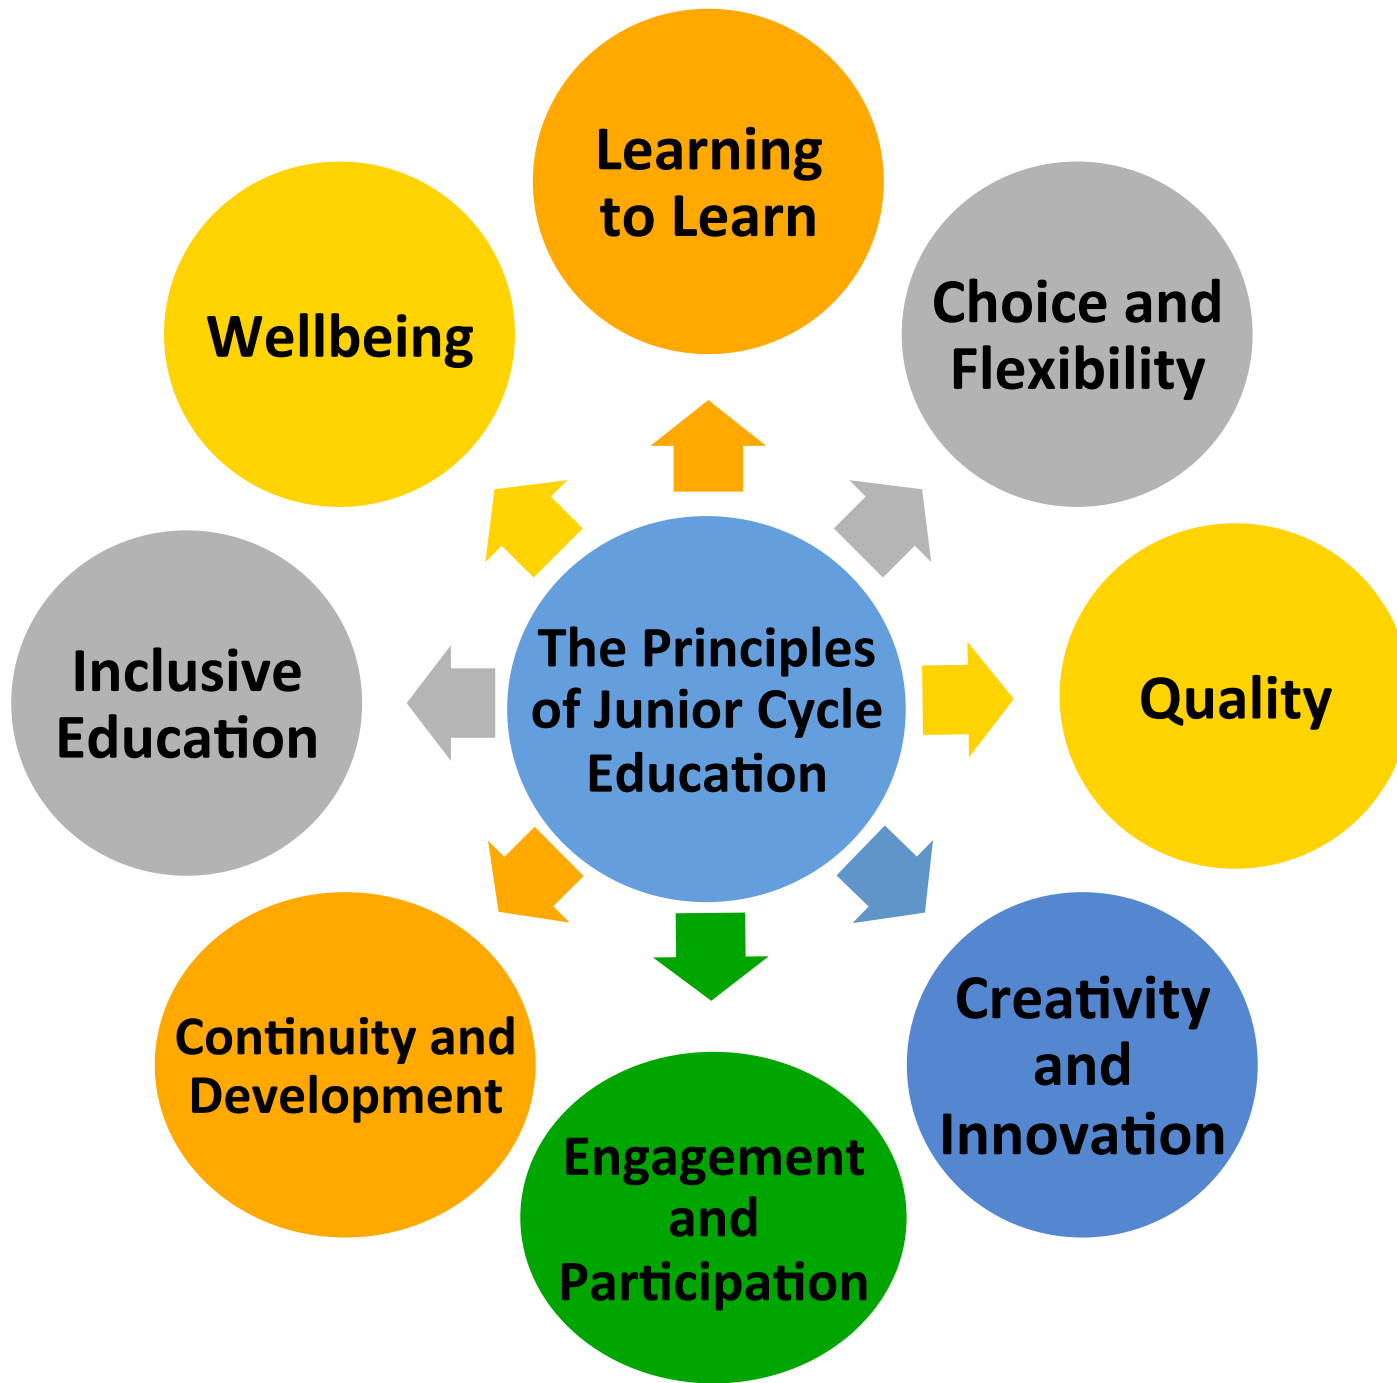 Learning
to Learn
Choice and
Flexibility
Quality
Creativity
and
Innovation
Engagement
and
Participation
Continuity and
Development
Inclusive
Education
Wellbeing
The Principles
of Junior Cycle
Education